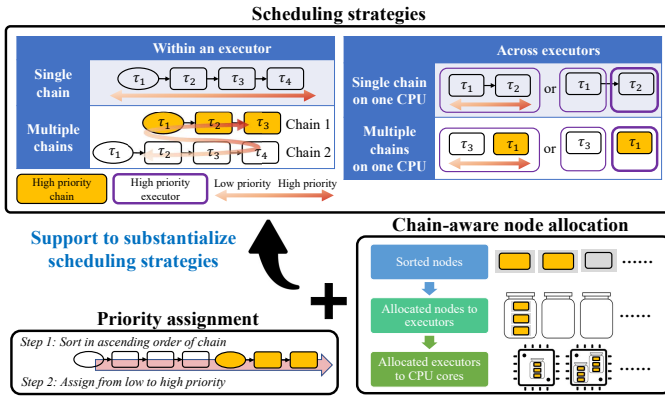 Scheduling strategies
Within an executor
Single
chain
τ1 τ2 τ3 τ4
Multiple
chains
τ1 τ2 τ3 Chain 1
τ1 τ2 τ3 τ4 Chain 2
Across executors
Single chain
on one CPU
τ1 τ2 or τ1 τ2
Multiple
chains
on one CPU
τ3 τ1 or τ3 τ1
High priority
chain
High priority
executor
Low priority High priority
Support to substantialize
scheduling strategies
Chain-aware node allocation
Sorted nodes
......
Allocated nodes to
executors
......
Allocated executors
to CPU cores
......
+
Priority assignment
Step 1: Sort in ascending order of chain
Step 2: Assign from low to high priority